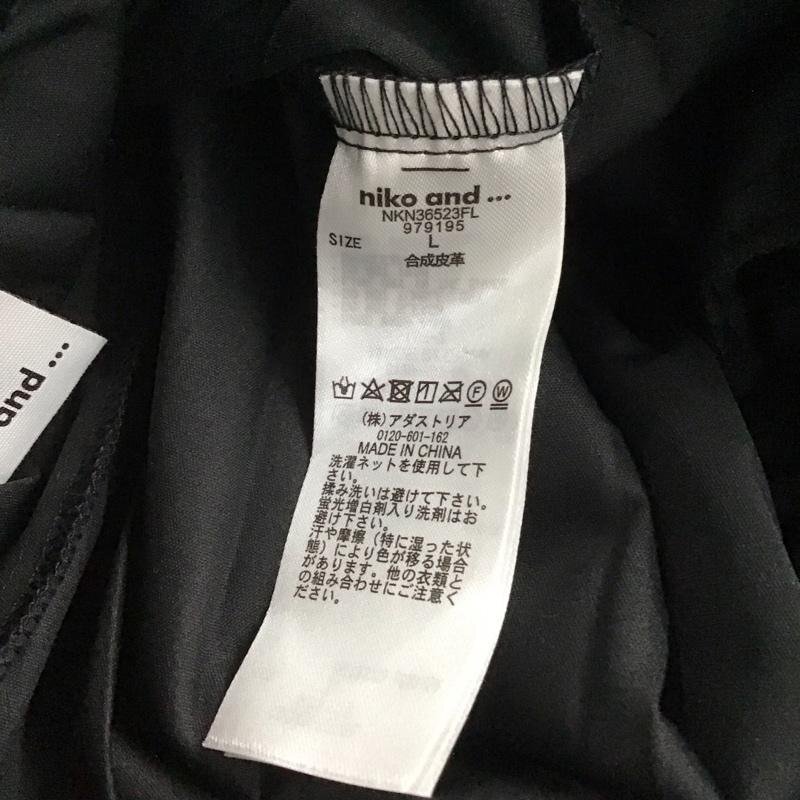 niko and ...
NKN36523FL
979195
SIZE L
合成皮革
F W
(株)アダストリア
0120-601-162
MADE IN CHINA
洗濯ネットを使用して下
さい。
揉み洗いは避けて下さい。
蛍光増白剤入り洗剤はお
避け下さい。
汗や摩擦(特に湿った状
態)により色が移る場合
があります。他の衣類と
の組み合わせにご注意く
ださい。
and ...